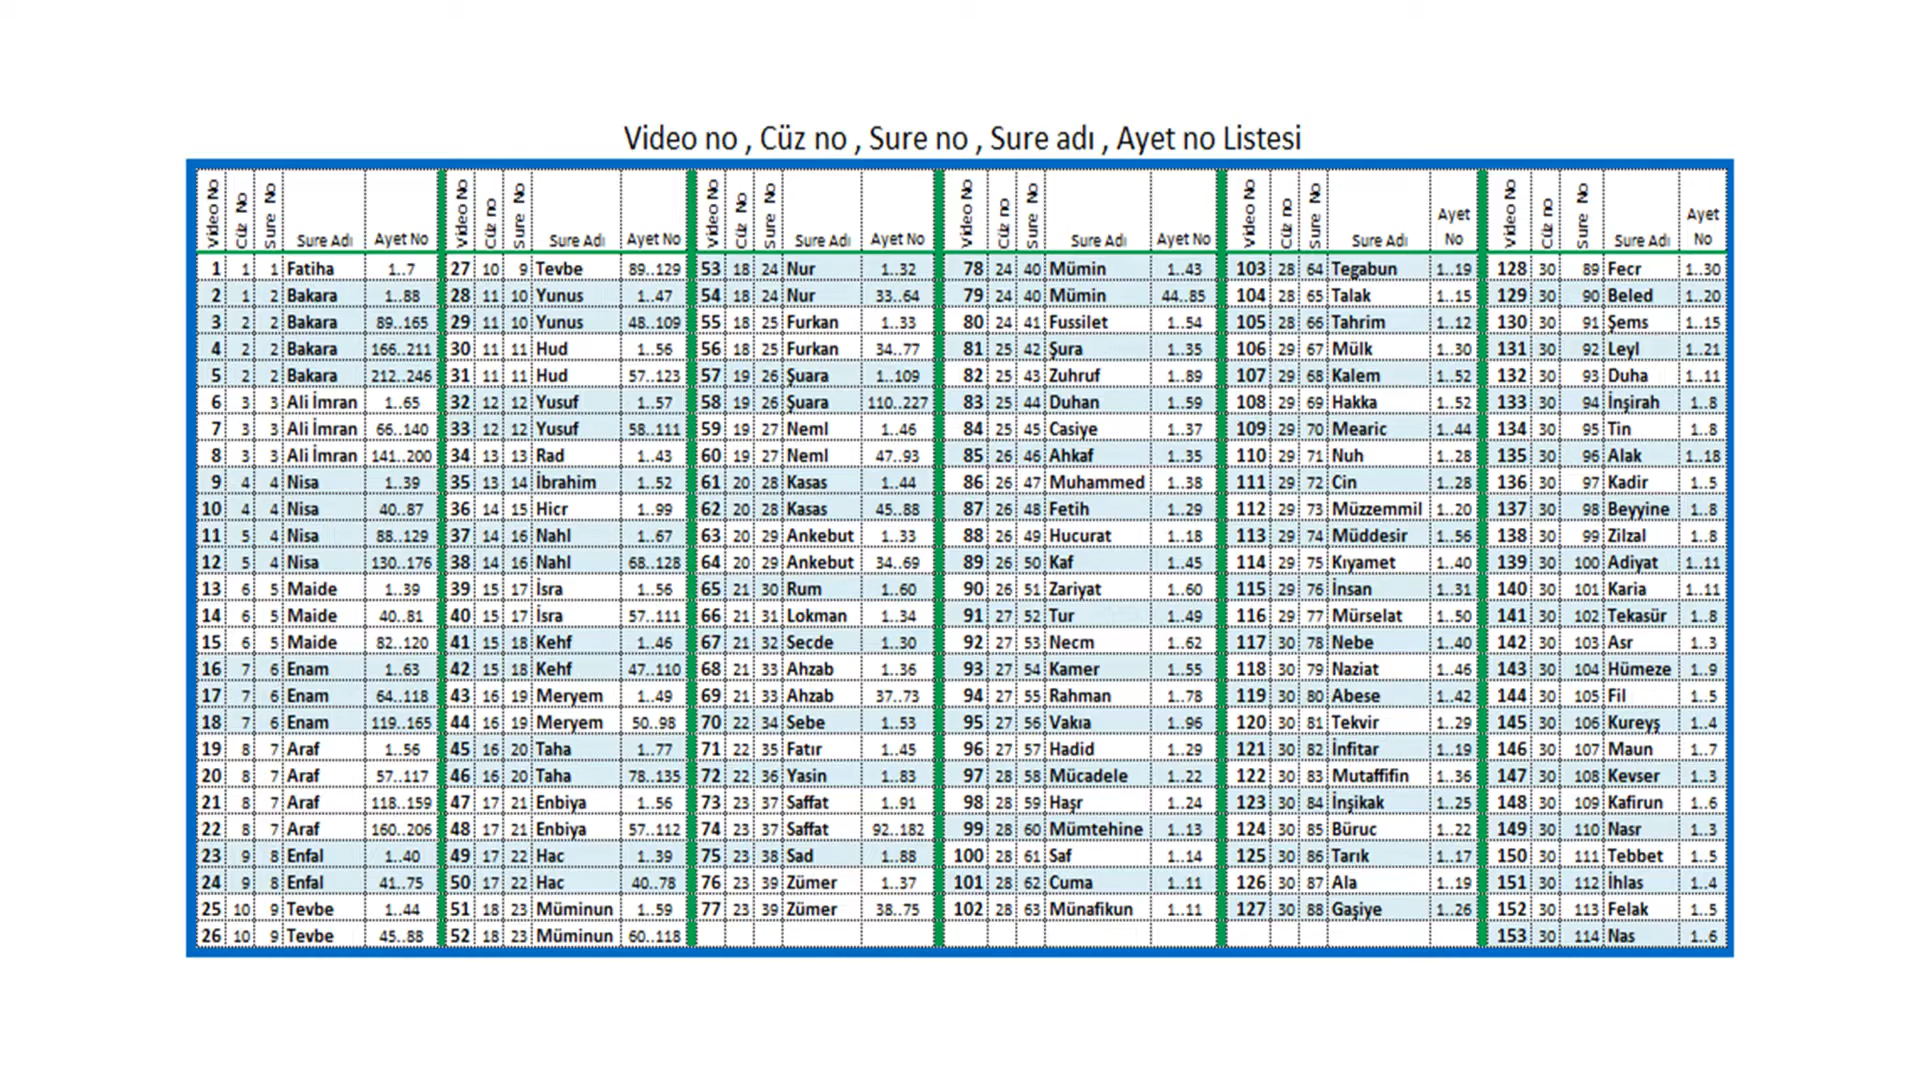 Video no , Cüz no , Sure no , Sure adı , Ayet no Listesi
Video No Cüz No Sure No Sure Adı Ayet No Video No Cüz no Sure No Sure Adı Ayet No Video No Cüz No Sure No Sure Adı Ayet No Video No Cüz no Sure No Sure Adı Ayet No Video No Cüz no Sure No Sure Adı Ayet No Video No Cüz no Sure No Sure Adı Ayet No
1 1 1 Fatiha 1..7 27 10 9 Tevbe 89..129 53 18 24 Nur 1..32 78 24 40 Mümin 1..43 103 28 64 Tegabun 1..19 128 30 89 Fecr 1..30
2 1 2 Bakara 1..88 28 11 10 Yunus 1..47 54 18 24 Nur 33..64 79 24 40 Mümin 44..85 104 28 65 Talak 1..15 129 30 90 Beled 1..20
3 2 2 Bakara 89..165 29 11 10 Yunus 48..109 55 18 25 Furkan 1..33 80 24 41 Fussilet 1..54 105 28 66 Tahrim 1..12 130 30 91 Şems 1..15
4 2 2 Bakara 166..211 30 11 11 Hud 1..56 56 18 25 Furkan 34..77 81 25 42 Şura 1..35 106 29 67 Mülk 1..30 131 30 92 Leyl 1..21
5 2 2 Bakara 212..246 31 11 11 Hud 57..123 57 19 26 Şuara 1..109 82 25 43 Zuhruf 1..89 107 29 68 Kalem 1..52 132 30 93 Duha 1..11
6 3 3 Ali İmran 1..65 32 12 12 Yusuf 1..57 58 19 26 Şuara 110..227 83 25 44 Duhan 1..59 108 29 69 Hakka 1..52 133 30 94 İnşirah 1..8
7 3 3 Ali İmran 66..140 33 12 12 Yusuf 58..111 59 19 27 Neml 1..46 84 25 45 Casiye 1..37 109 29 70 Mearic 1..44 134 30 95 Tin 1..8
8 3 3 Ali İmran 141..200 34 13 13 Rad 1..43 60 19 27 Neml 47..93 85 26 46 Ahkaf 1..35 110 29 71 Nuh 1..28 135 30 96 Alak 1..18
9 4 4 Nisa 1..39 35 13 14 İbrahim 1..52 61 20 28 Kasas 1..44 86 26 47 Muhammed 1..38 111 29 72 Cin 1..28 136 30 97 Kadir 1..5
10 4 4 Nisa 40..87 36 14 15 Hicr 1..99 62 20 28 Kasas 45..88 87 26 48 Fetih 1..29 112 29 73 Müzzemmil 1..20 137 30 98 Beyyine 1..8
11 5 4 Nisa 88..129 37 14 16 Nahl 1..67 63 20 29 Ankebut 1..33 88 26 49 Hucurat 1..18 113 29 74 Müddesir 1..56 138 30 99 Zilzal 1..8
12 5 4 Nisa 130..176 38 14 16 Nahl 68..128 64 20 29 Ankebut 34..69 89 26 50 Kaf 1..45 114 29 75 Kıyamet 1..40 139 30 100 Adiyat 1..11
13 6 5 Maide 1..39 39 15 17 İsra 1..56 65 21 30 Rum 1..60 90 26 51 Zariyat 1..60 115 29 76 İnsan 1..31 140 30 101 Karia 1..11
14 6 5 Maide 40..81 40 15 17 İsra 57..111 66 21 31 Lokman 1..34 91 27 52 Tur 1..49 116 29 77 Mürselat 1..50 141 30 102 Tekasür 1..8
15 6 5 Maide 82..120 41 15 18 Kehf 1..46 67 21 32 Secde 1..30 92 27 53 Necm 1..62 117 30 78 Nebe 1..40 142 30 103 Asr 1..3
16 7 6 Enam 1..63 42 15 18 Kehf 47..110 68 21 33 Ahzab 1..36 93 27 54 Kamer 1..55 118 30 79 Naziat 1..46 143 30 104 Hümeze 1..9
17 7 6 Enam 64..118 43 16 19 Meryem 1..49 69 21 33 Ahzab 37..73 94 27 55 Rahman 1..78 119 30 80 Abese 1..42 144 30 105 Fil 1..5
18 7 6 Enam 119..165 44 16 19 Meryem 50..98 70 22 34 Sebe 1..53 95 27 56 Vakıa 1..96 120 30 81 Tekvir 1..29 145 30 106 Kureyş 1..4
19 8 7 Araf 1..56 45 16 20 Taha 1..77 71 22 35 Fatır 1..45 96 27 57 Hadid 1..29 121 30 82 İnfitar 1..19 146 30 107 Maun 1..7
20 8 7 Araf 57..117 46 16 20 Taha 78..135 72 22 36 Yasin 1..83 97 28 58 Mücadele 1..22 122 30 83 Mutaffifin 1..36 147 30 108 Kevser 1..3
21 8 7 Araf 118..159 47 17 21 Enbiya 1..56 73 23 37 Saffat 1..91 98 28 59 Haşr 1..24 123 30 84 İnşikak 1..25 148 30 109 Kafirun 1..6
22 8 7 Araf 160..206 48 17 21 Enbiya 57..112 74 23 37 Saffat 92..182 99 28 60 Mümtehine 1..13 124 30 85 Büruc 1..22 149 30 110 Nasr 1..3
23 9 8 Enfal 1..40 49 17 22 Hac 1..39 75 23 38 Sad 1..88 100 28 61 Saf 1..14 125 30 86 Tarık 1..17 150 30 111 Tebbet 1..5
24 9 8 Enfal 41..75 50 17 22 Hac 40..78 76 23 39 Zümer 1..37 101 28 62 Cuma 1..11 126 30 87 Ala 1..19 151 30 112 İhlas 1..4
25 10 9 Tevbe 1..44 51 18 23 Müminun 1..59 77 23 39 Zümer 38..75 102 28 63 Münafikun 1..11 127 30 88 Gaşiye 1..26 152 30 113 Felak 1..5
26 10 9 Tevbe 45..88 52 18 23 Müminun 60..118 153 30 114 Nas 1..6